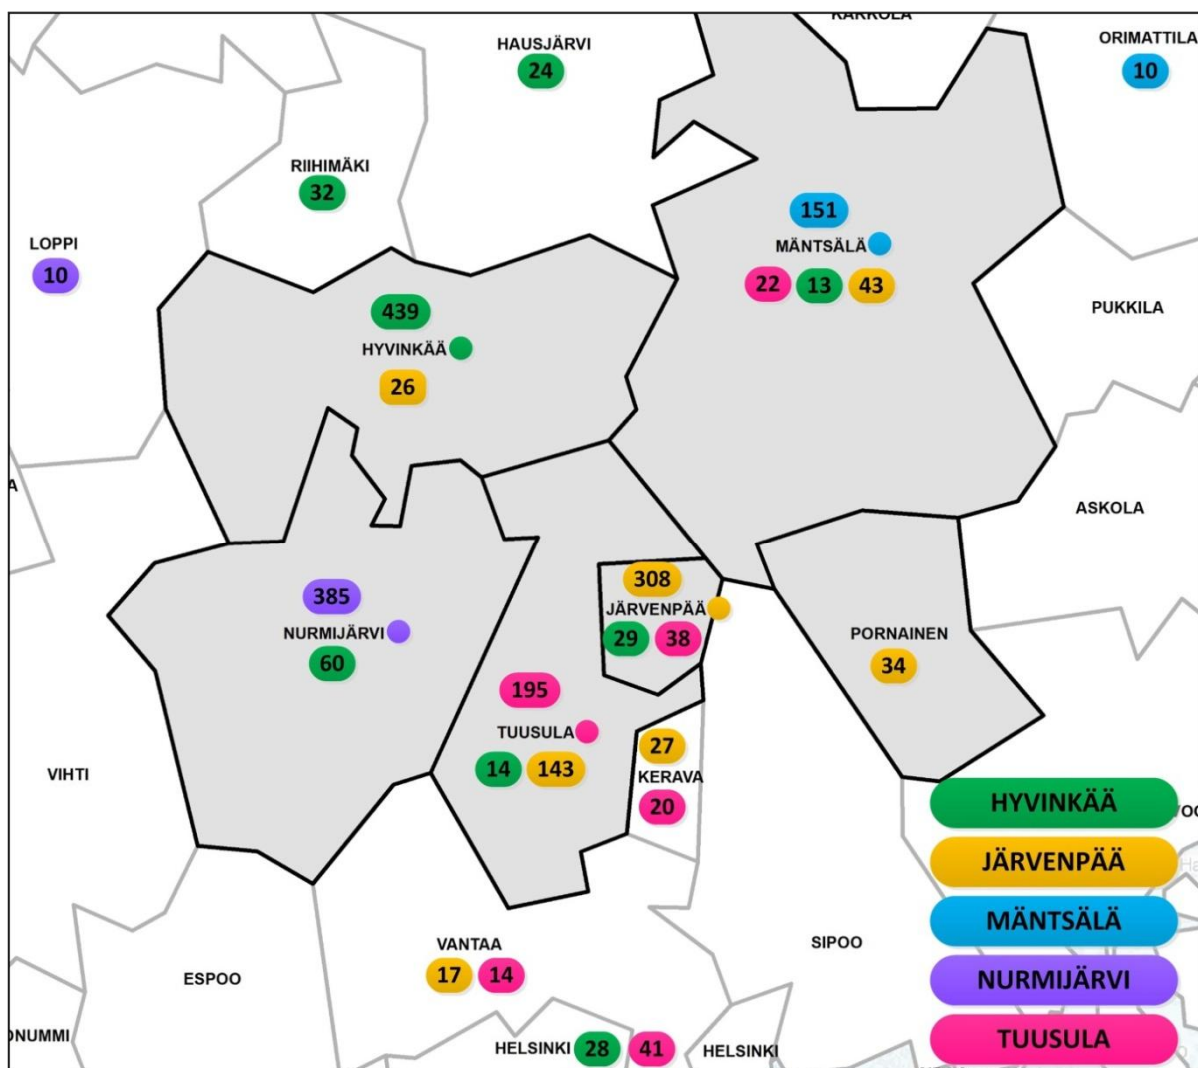 KÄRKÖLÄ
HAUSJÄRVI
24
ORIMATTILA
10
RIIHIMÄKI
32
LOPPI
10
151
MÄNTSÄLÄ
22 13 43
PUKKILA
439
HYVINKÄÄ
26
A
ASKOLA
385
NURMIJÄRVI
60
308
JÄRVENPÄÄ
29 38
PORNAINEN
34
195
TUUSULA
14 143
27
KERAVA
20
VIHTI
HYVINKÄÄ
JÄRVENPÄÄ
MÄNTSÄLÄ
NURMIJÄRVI
TUUSULA
VANTAA
17 14
SIPOO
ESPOO
ONUMMI
HELSINKI 28 41 HELSINKI